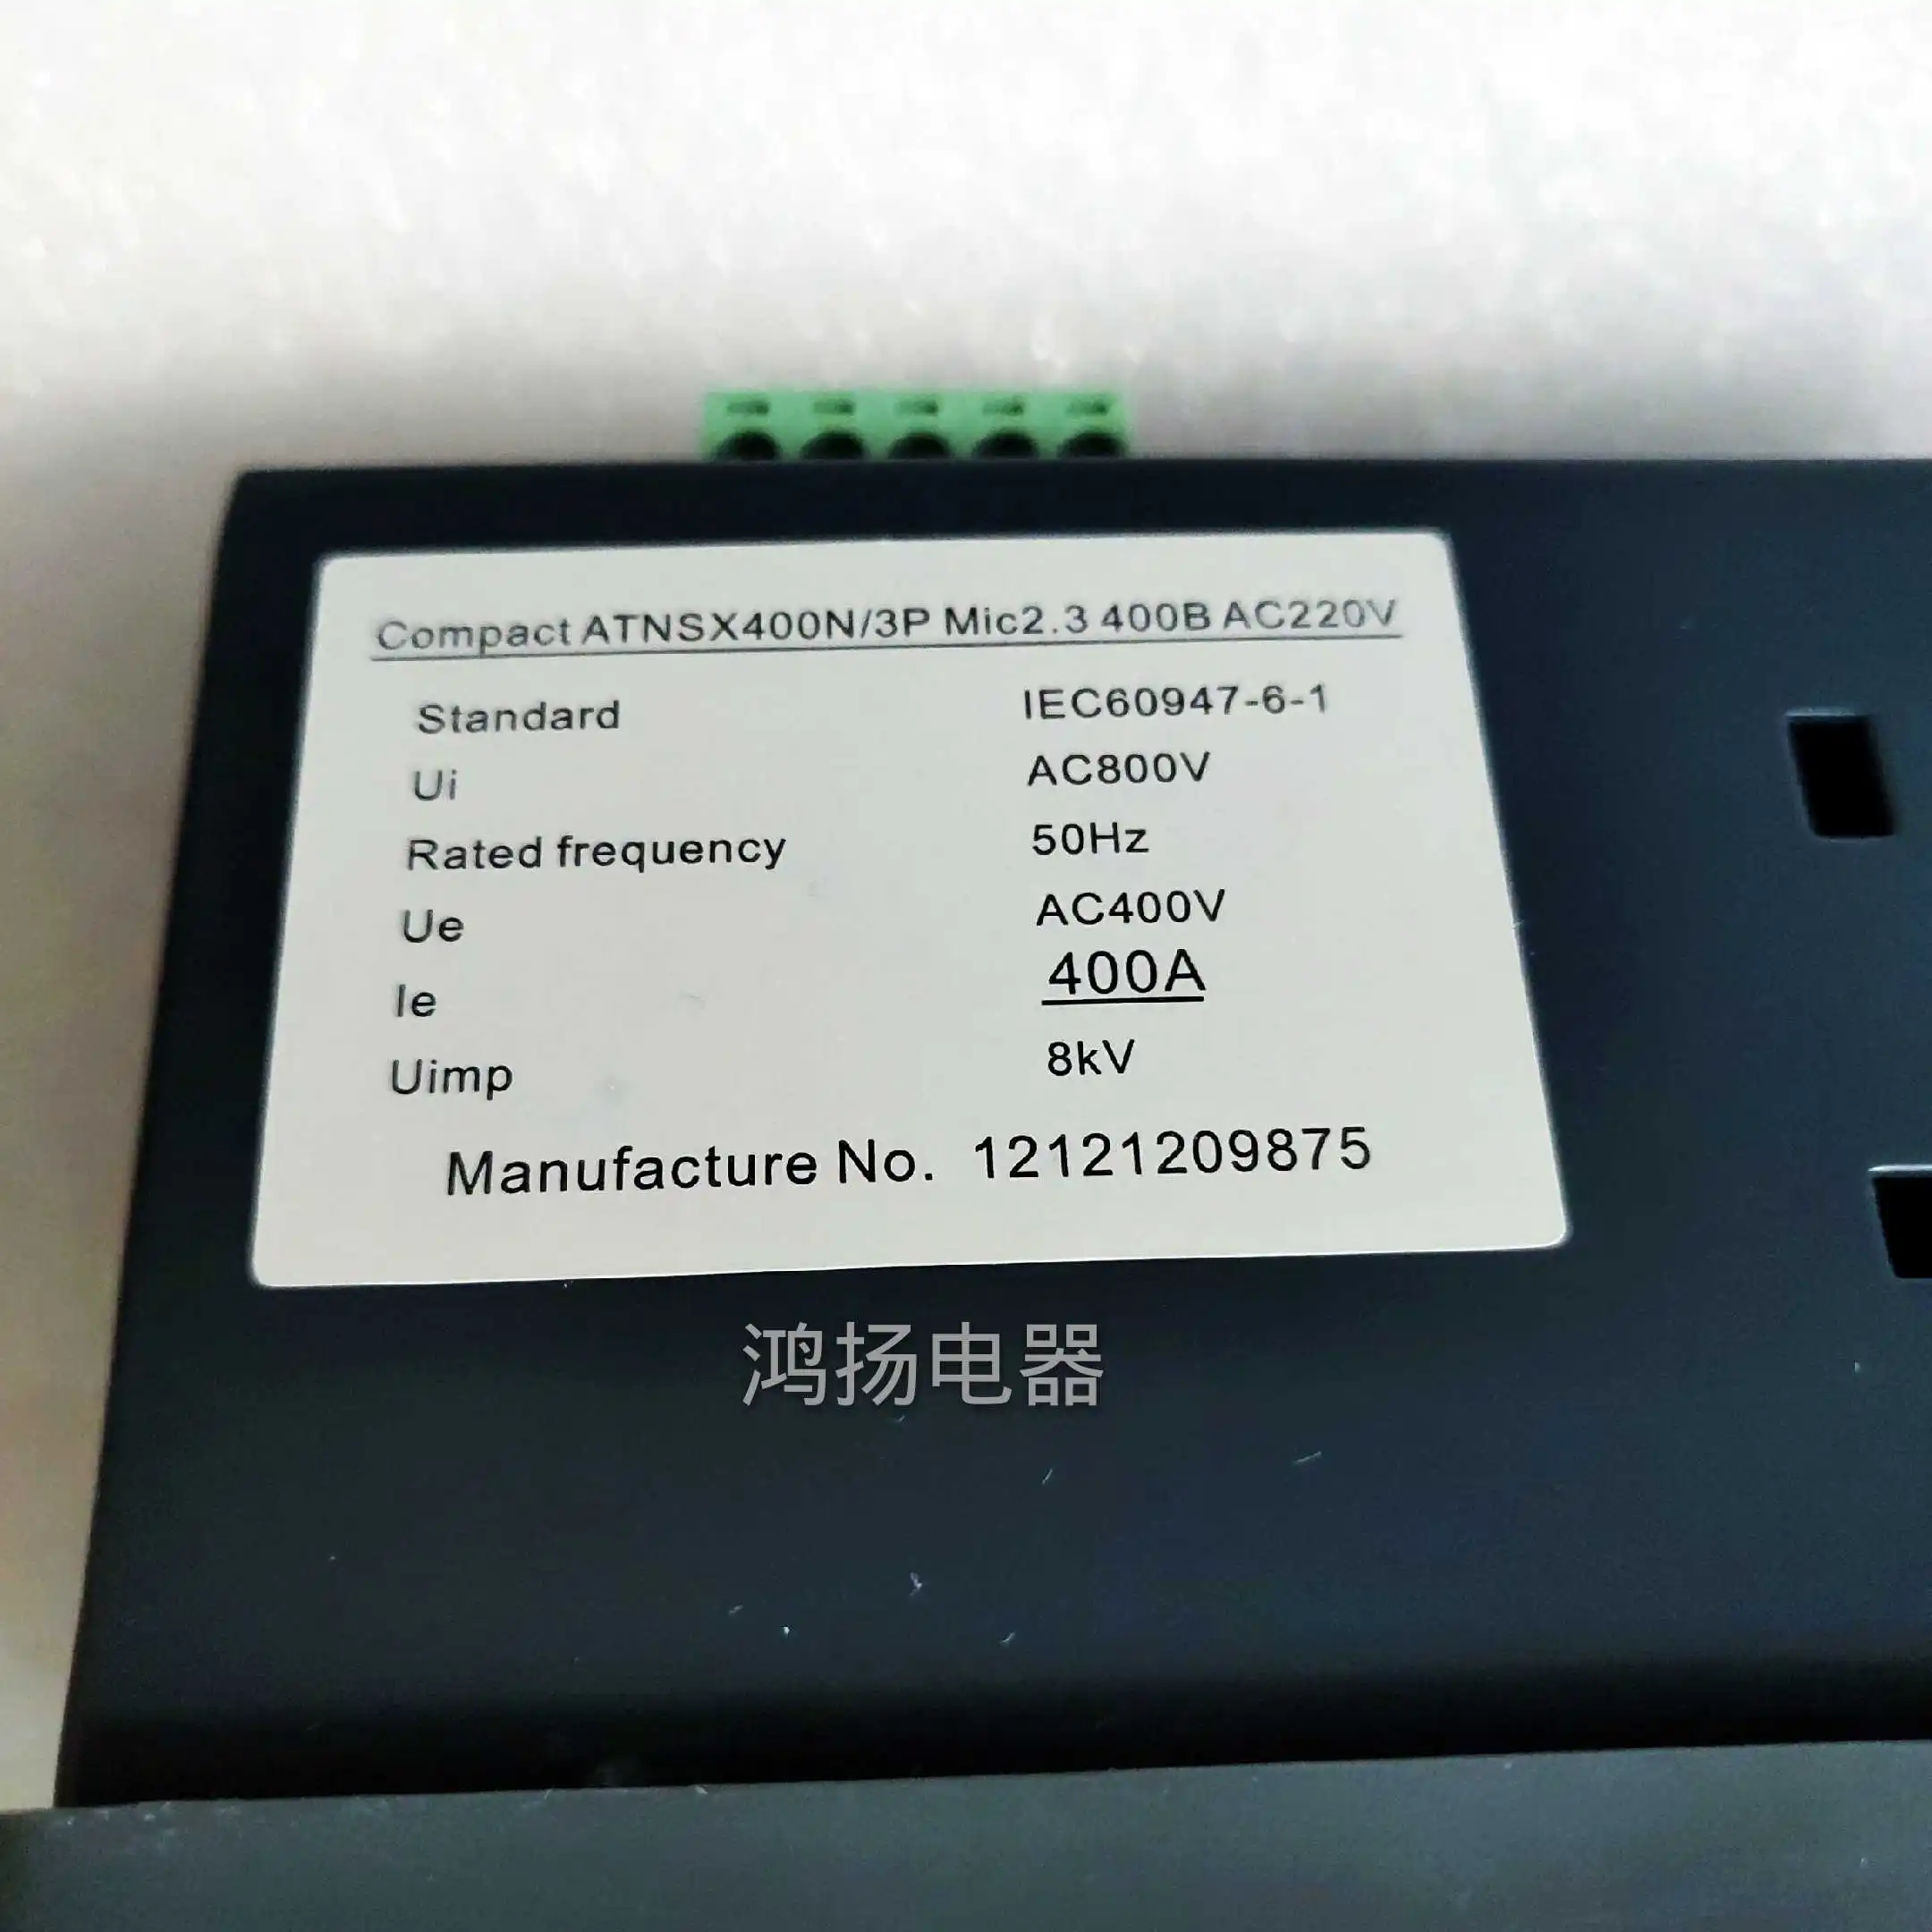 Compact ATNSX400N/3P Mic2.3 400B AC220V
Standard IEC60947-6-1
Ui AC800V
Rated frequency 50Hz
Ue AC400V
Ie 400A
Uimp 8kV
Manufacture No. 12121209875
鸿扬电器